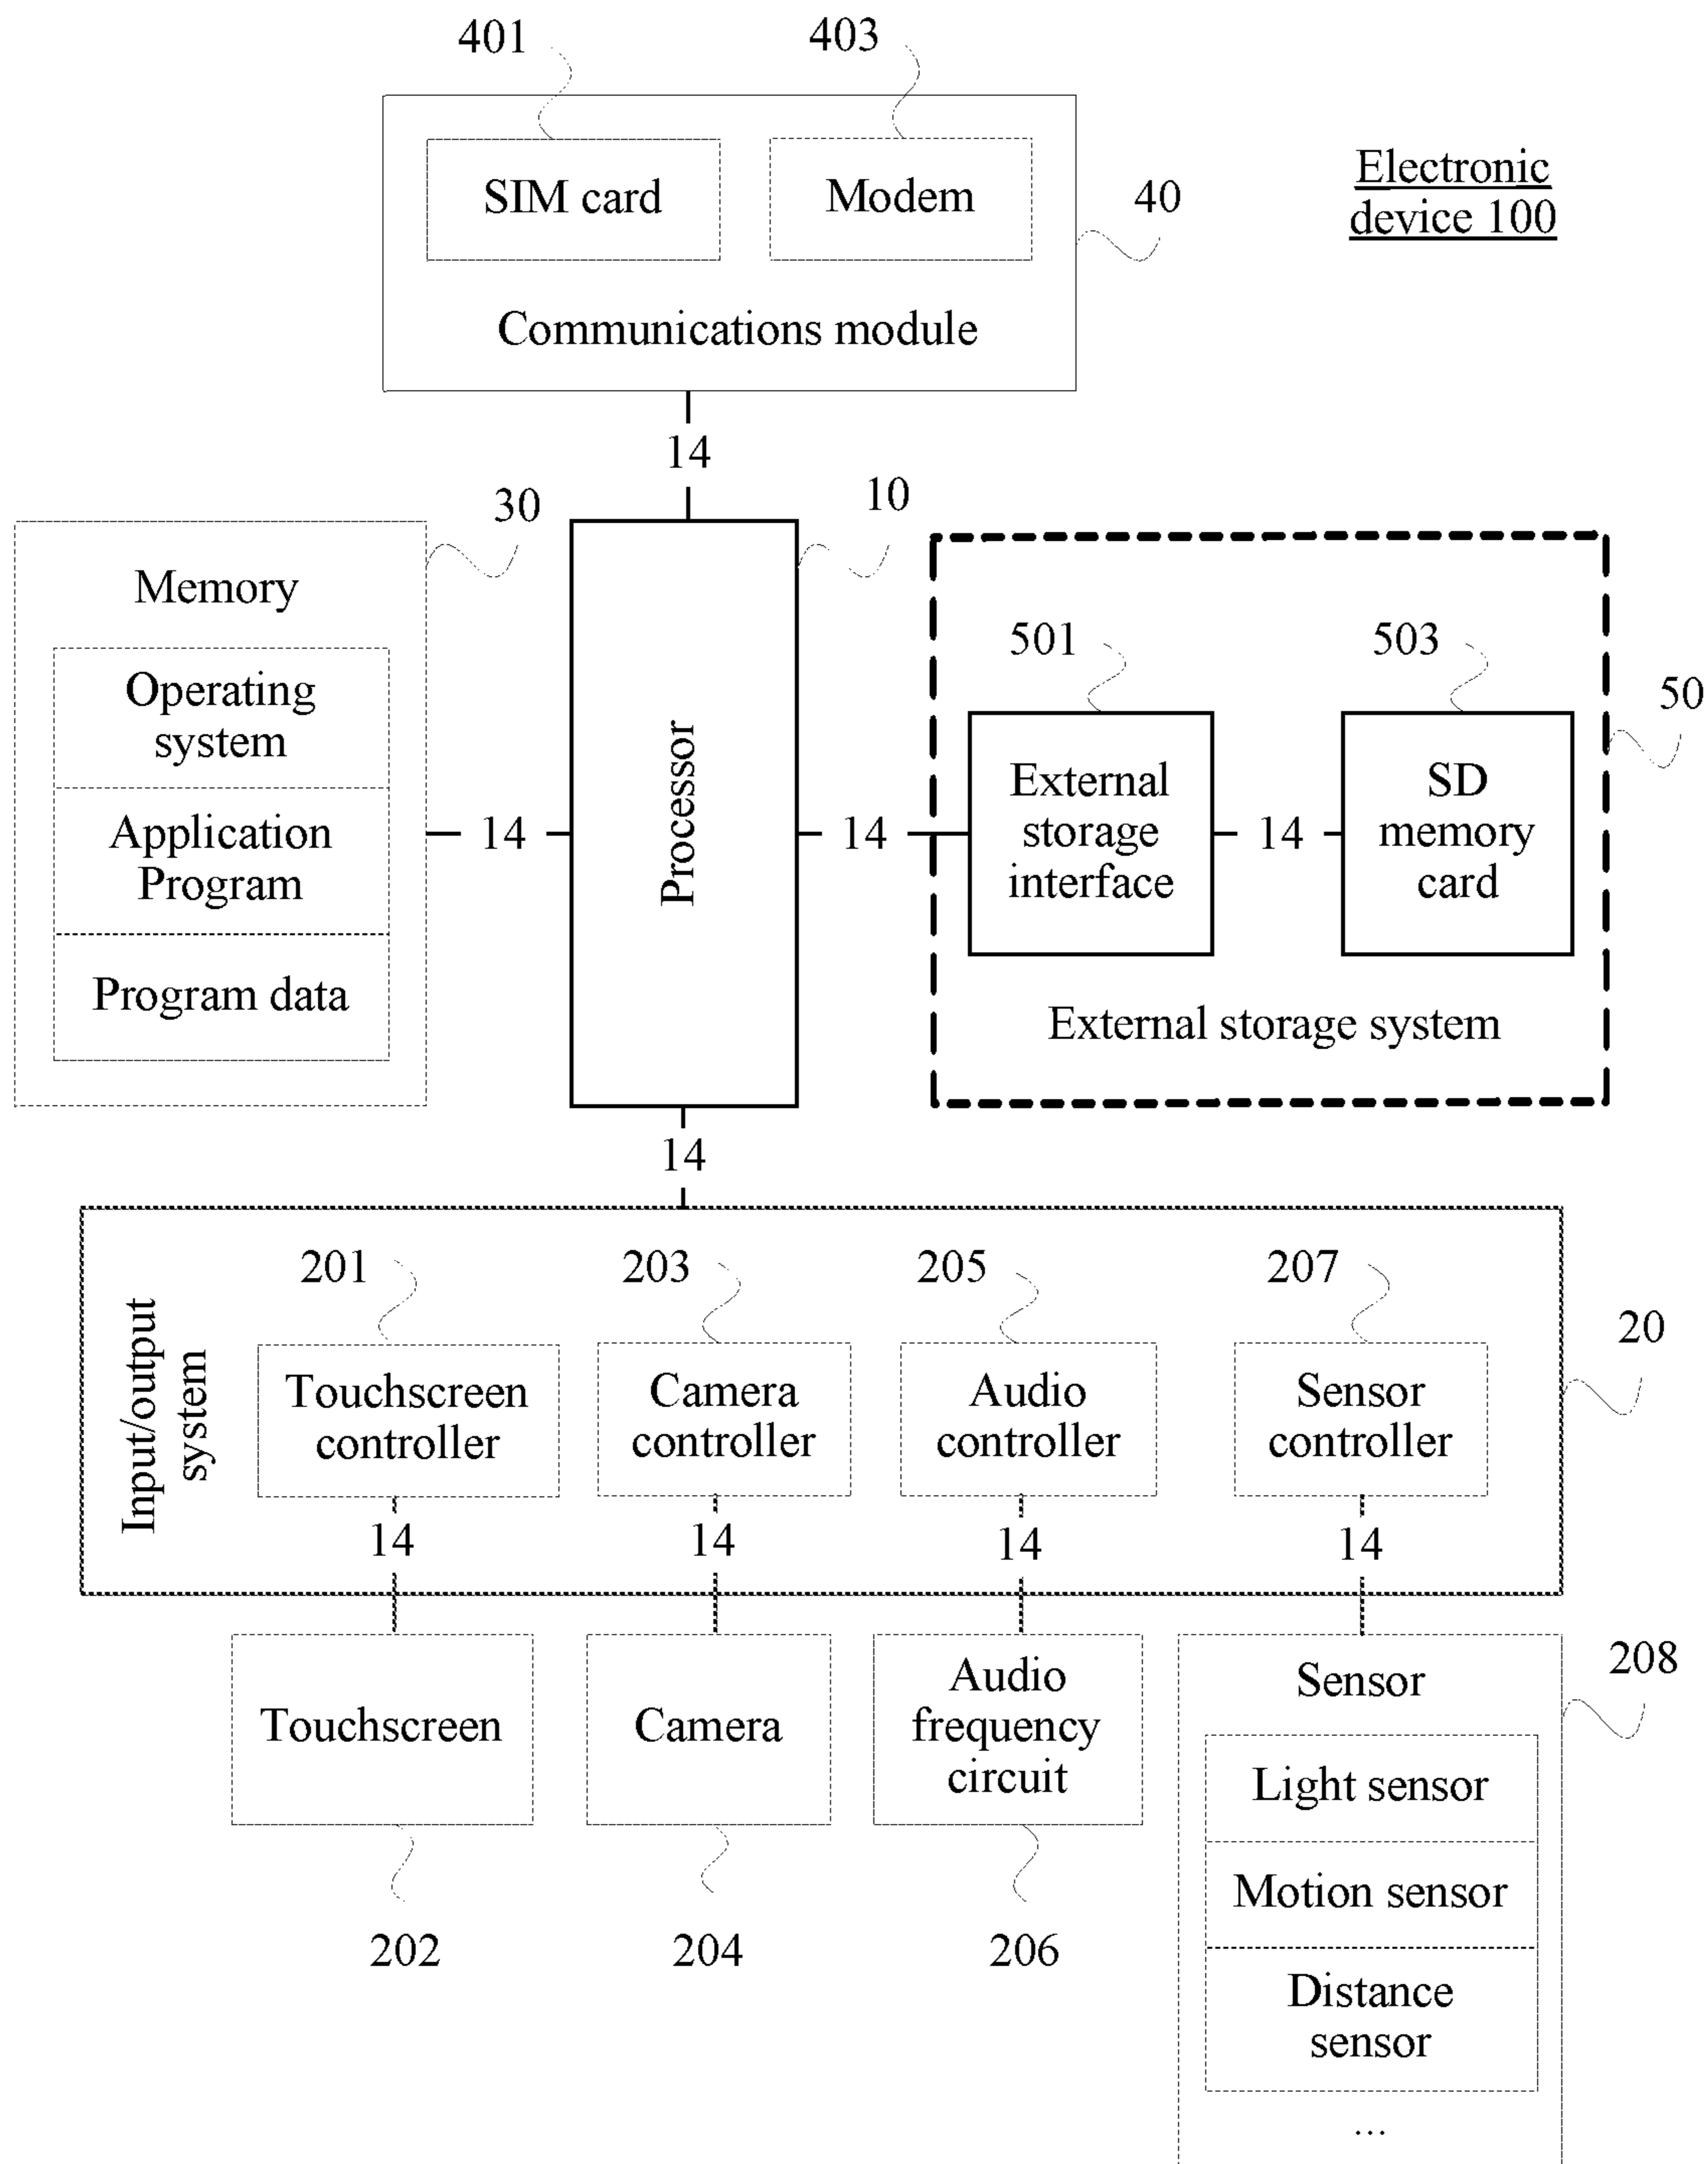 401
403
SIM card
Modem
Communications module
40
Electronic
device 100
14
30
Memory
Operating
system
Application
Program
Program data
14
10
Processor
14
501
503
50
External
storage
interface
14
SD
memory
card
External storage system
14
Input/output
system
201
203
205
207
20
Touchscreen
controller
Camera
controller
Audio
controller
Sensor
controller
14
14
14
14
Touchscreen
Camera
Audio
frequency
circuit
Sensor
208
Light sensor
Motion sensor
Distance
sensor
...
202
204
206